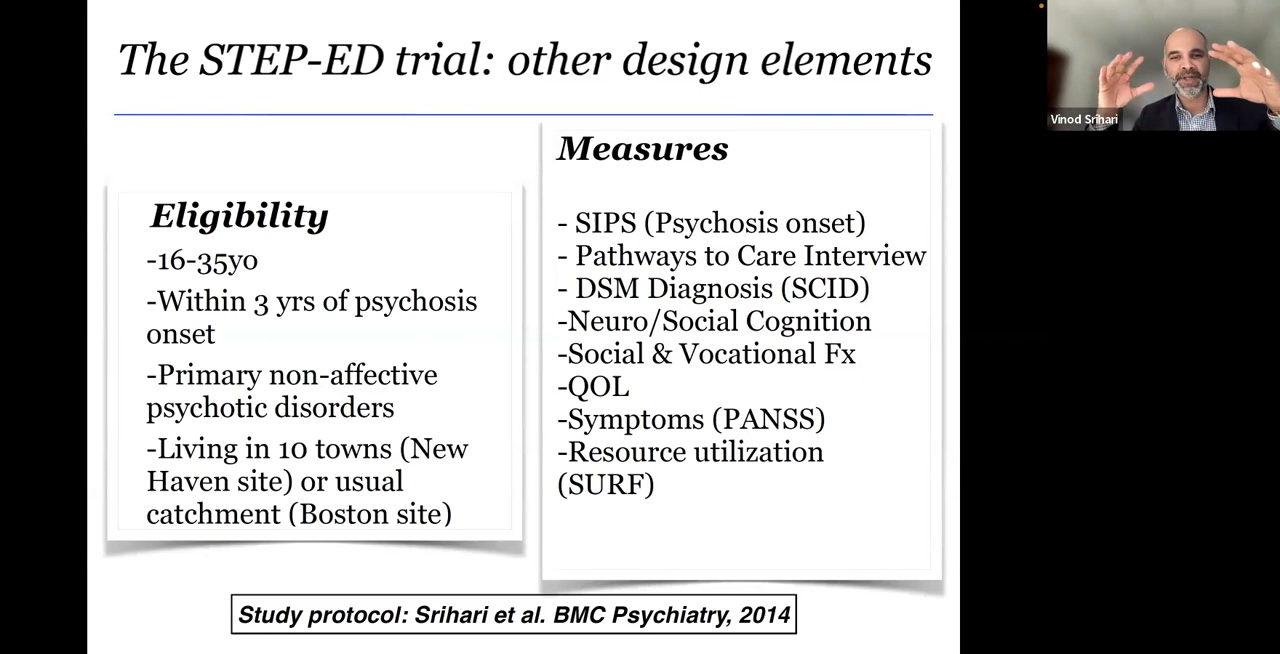 The STEP-ED trial: other design elements
Eligibility
-16-35yo
-Within 3 yrs of psychosis
onset
-Primary non-affective
psychotic disorders
-Living in 10 towns (New
Haven site) or usual
catchment (Boston site)
Measures
- SIPS (Psychosis onset)
- Pathways to Care Interview
- DSM Diagnosis (SCID)
-Neuro/Social Cognition
-Social & Vocational Fx
-QOL
-Symptoms (PANSS)
-Resource utilization
(SURF)
Study protocol: Srihari et al. BMC Psychiatry, 2014
Vinod Srihari